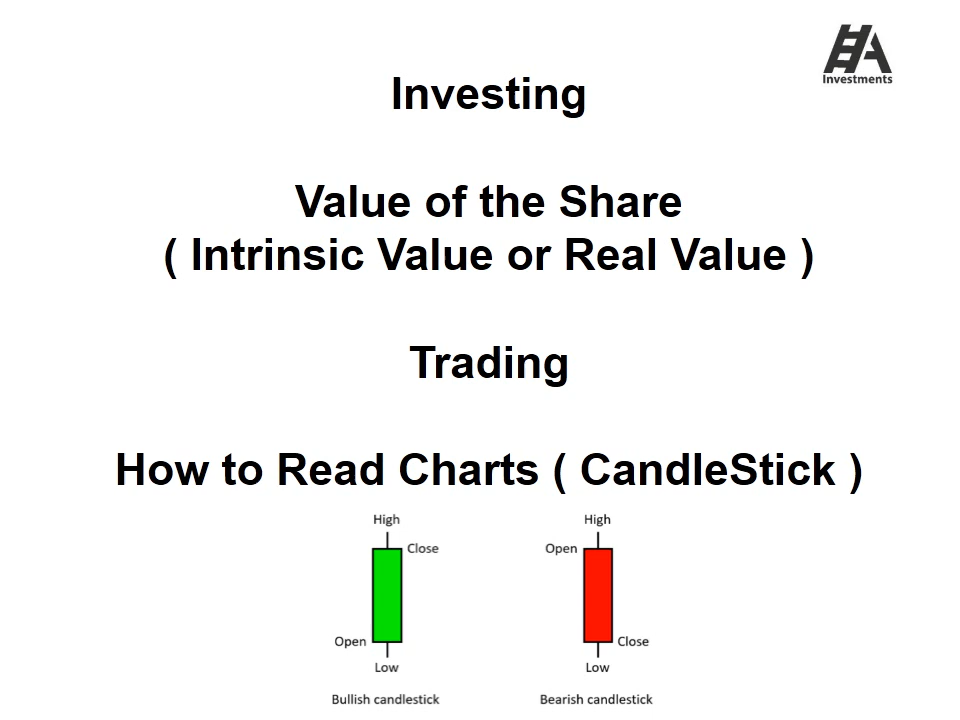 HA
Investments
Investing
Value of the Share
( Intrinsic Value or Real Value )
Trading
How to Read Charts ( CandleStick )
High High
Close Open
Open Close
Low Low
Bullish candlestick Bearish candlestick